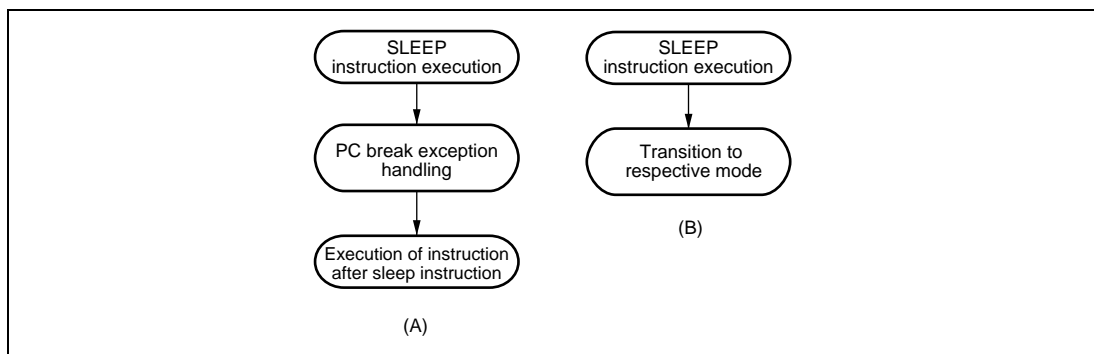 SLEEP
instruction execution
PC break exception
handling
Execution of instruction
after sleep instruction
(A)
SLEEP
instruction execution
Transition to
respective mode
(B)